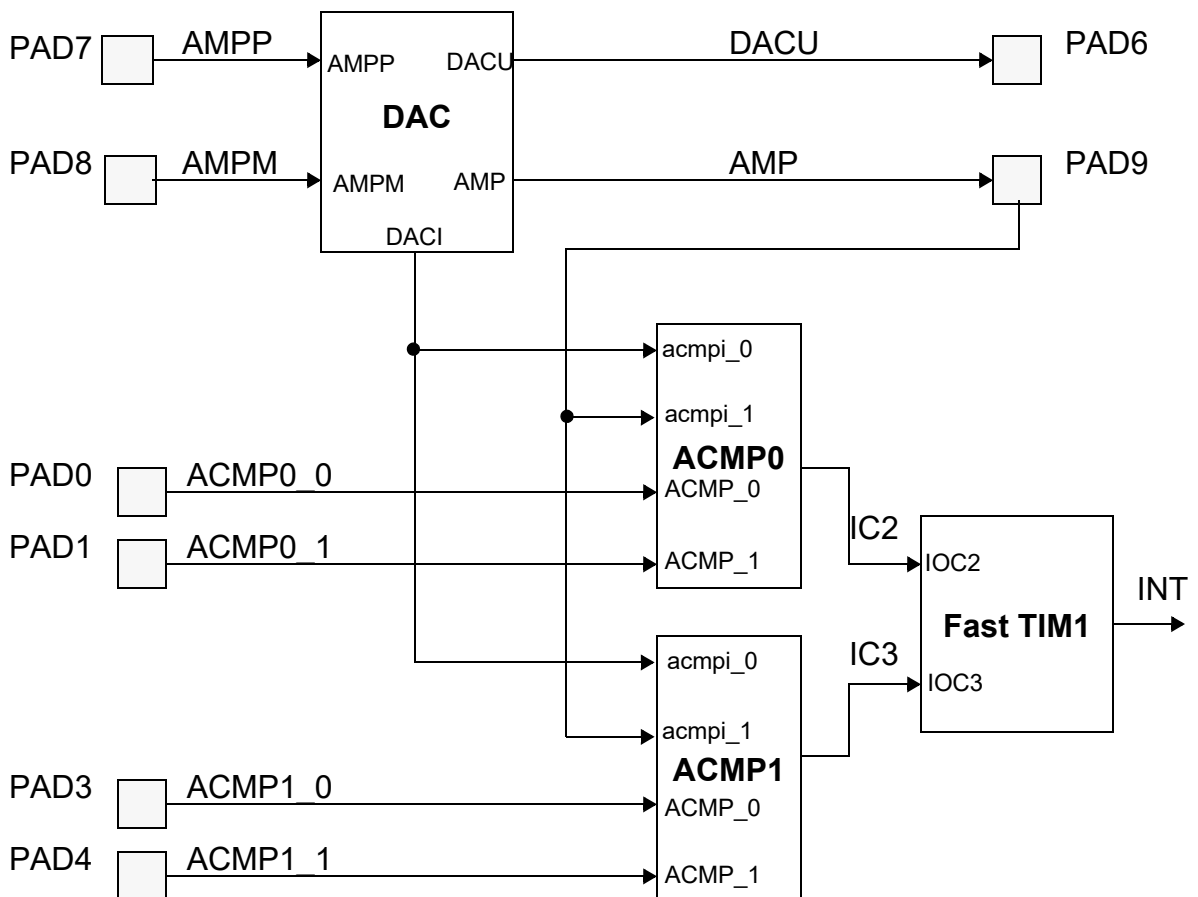 PAD7 AMPP DACU PAD6
AMPP DACU
DAC
PAD8 AMPM AMP PAD9
AMPM AMP
DACI
acmpi_0
acmpi_1
ACMP0
PAD0 ACMP0_0
ACMP_0
PAD1 ACMP0_1
ACMP_1
IC2
IOC2
INT
Fast TIM1
IC3
IOC3
acmpi_0
acmpi_1
ACMP1
PAD3 ACMP1_0
ACMP_0
PAD4 ACMP1_1
ACMP_1